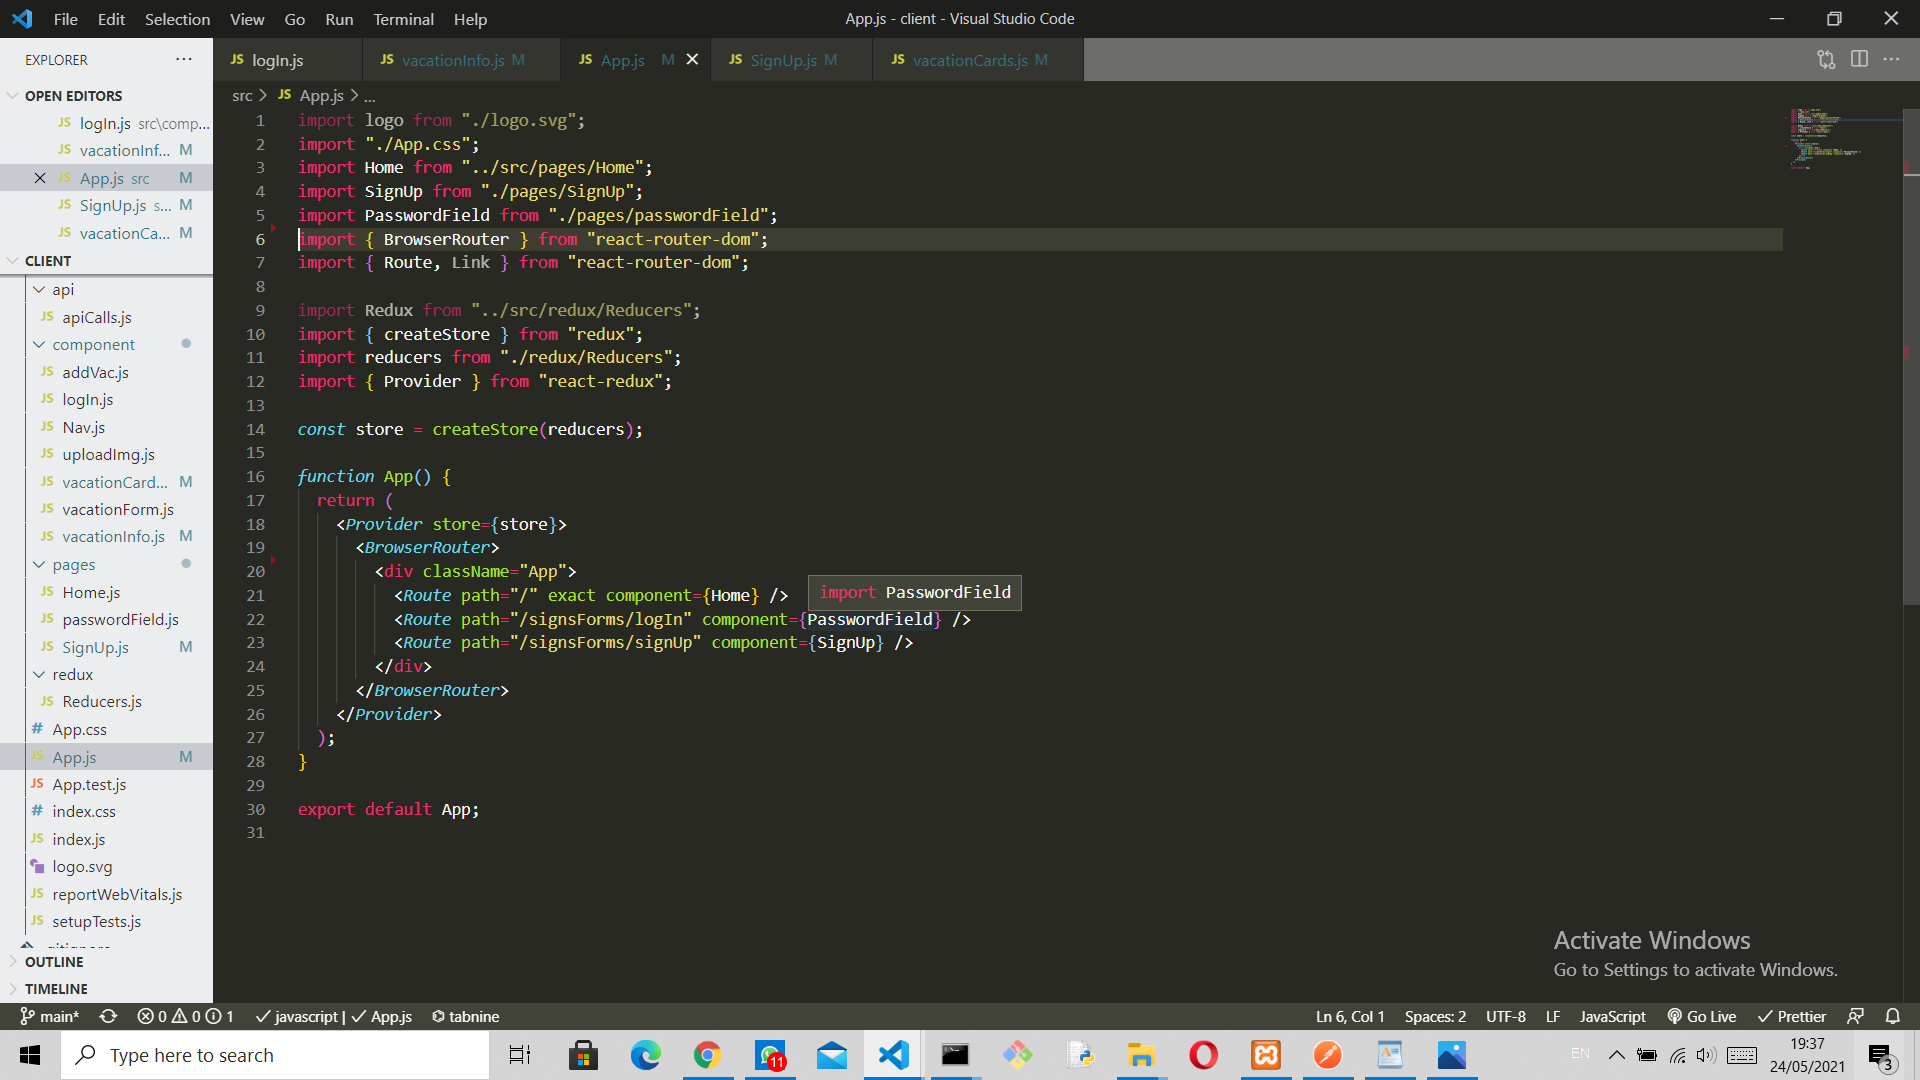 File Edit Selection View Go Run Terminal Help
App.js - client - Visual Studio Code
EXPLORER
JS logIn.js
JS vacationInfo.js M
JS App.js M
JS SignUp.js M
JS vacationCards.js M
OPEN EDITORS
JS logIn.js src\comp...
JS vacationInf... M
JS App.js src M
JS SignUp.js s... M
JS vacationCa... M
CLIENT
api
JS apiCalls.js
component
JS addVac.js
JS logIn.js
JS Nav.js
JS uploadImg.js
JS vacationCard... M
JS vacationForm.js
JS vacationInfo.js M
pages
JS Home.js
JS passwordField.js
JS SignUp.js M
redux
JS Reducers.js
# App.css
JS App.js M
JS App.test.js
# index.css
JS index.js
logo.svg
JS reportWebVitals.js
JS setupTests.js
OUTLINE
TIMELINE
src > JS App.js > ...
1 import logo from "./logo.svg";
2 import "./App.css";
3 import Home from "../src/pages/Home";
4 import SignUp from "./pages/SignUp";
5 import PasswordField from "./pages/passwordField";
6 import { BrowserRouter } from "react-router-dom";
7 import { Route, Link } from "react-router-dom";
8
9 import Redux from "../src/redux/Reducers";
10 import { createStore } from "redux";
11 import reducers from "./redux/Reducers";
12 import { Provider } from "react-redux";
13
14 const store = createStore(reducers);
15
16 function App() {
17 return (
18 <Provider store={store}>
19 <BrowserRouter>
20 <div className="App">
21 <Route path="/" exact component={Home} />
import PasswordField
22 <Route path="/signsForms/logIn" component={PasswordField} />
23 <Route path="/signsForms/signUp" component={SignUp} />
24 </div>
25 </BrowserRouter>
26 </Provider>
27 );
28 }
29
30 export default App;
31
Activate Windows
Go to Settings to activate Windows.
main* 0 0 1 javascript | App.js tabnine
Ln 6, Col 1 Spaces: 2 UTF-8 LF JavaScript Go Live Prettier
Type here to search
11
EN
19:37
24/05/2021
3